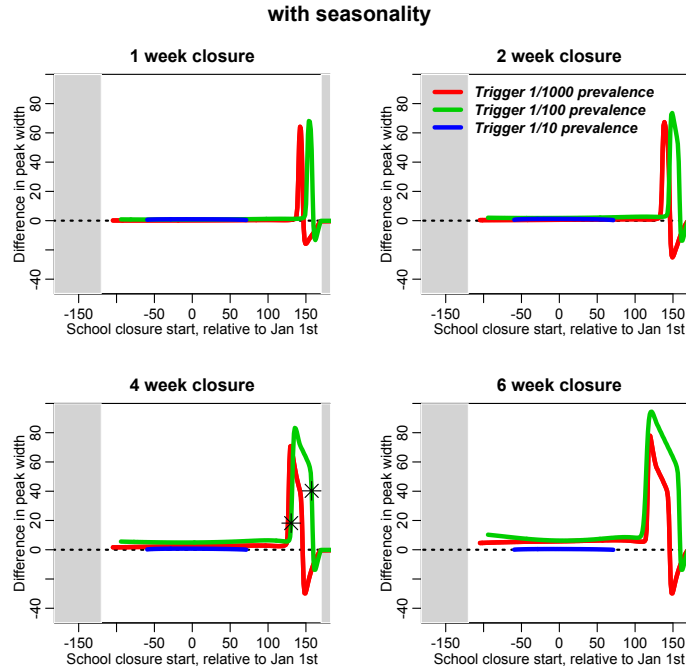 with seasonality
1 week closure
Difference in peak width
-40 0 20 40 60 80
-150 -50 0 50 100 150
School closure start, relative to Jan 1st
2 week closure
Trigger 1/1000 prevalence
Trigger 1/100 prevalence
Trigger 1/10 prevalence
Difference in peak width
-40 0 20 40 60 80
-150 -50 0 50 100 150
School closure start, relative to Jan 1st
4 week closure
Difference in peak width
-40 0 20 40 60 80
-150 -50 0 50 100 150
School closure start, relative to Jan 1st
6 week closure
Difference in peak width
-40 0 20 40 60 80
-150 -50 0 50 100 150
School closure start, relative to Jan 1st